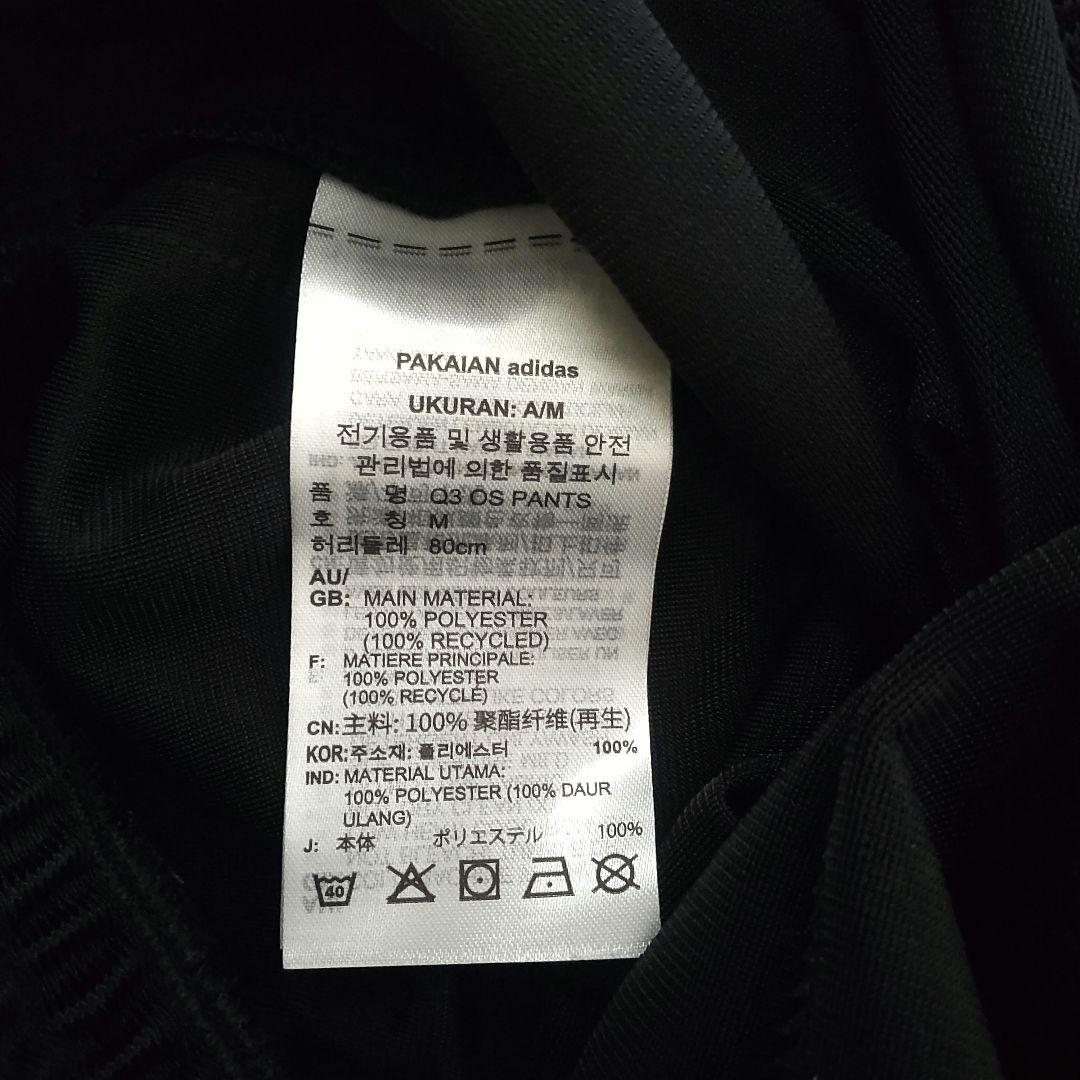 PAKAIAN adidas
UKURAN: A/M
전기용품 및 생활용품 안전
관리법에 의한 품질표시
품 명 Q3 OS PANTS
호 칭 M
허리둘레 80cm
AU/
GB: MAIN MATERIAL:
100% POLYESTER
(100% RECYCLED)
F: MATIERE PRINCIPALE:
100% POLYESTER
(100% RECYCLÉ)
CN: 主料: 100% 聚酯纤维(再生)
KOR: 주소재: 폴리에스터 100%
IND: MATERIAL UTAMA:
100% POLYESTER (100% DAUR
ULANG)
J: 本体 ポリエステル 100%
40